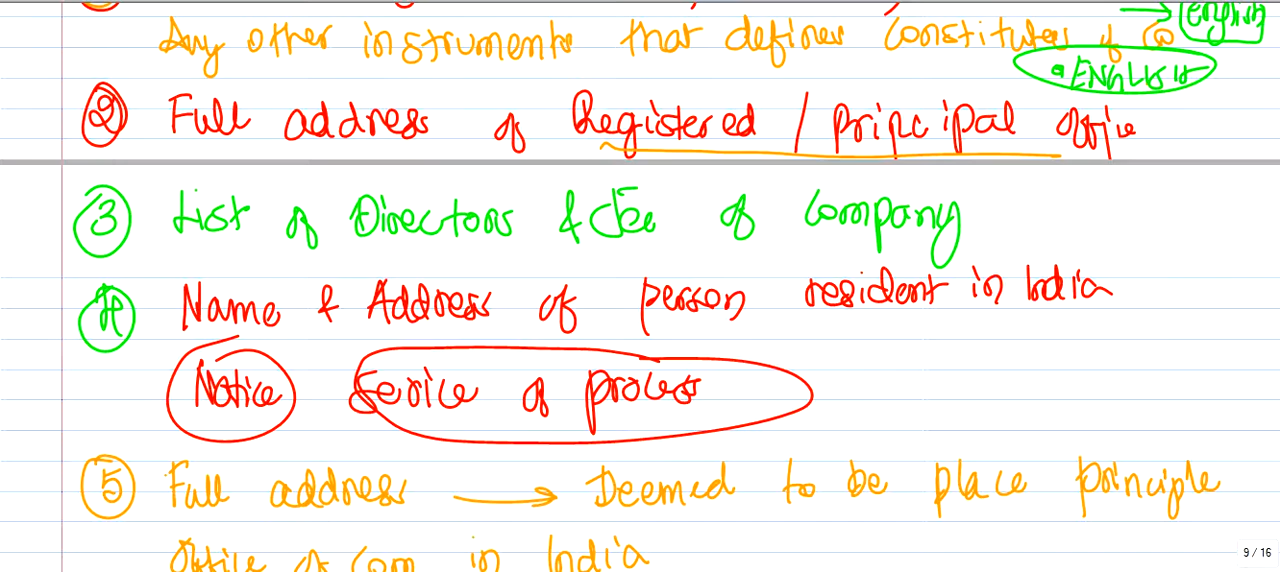 → English
Any other instruments that defines constitutes of Co
• ENGLISH
② Full address of Registered / Principal office
③ List of Directors & Sec of Company
④ Name & Address of person resident in India
Notice Service of process
⑤ Full address → Deemed to be place principle
office of Com in India
9 / 16